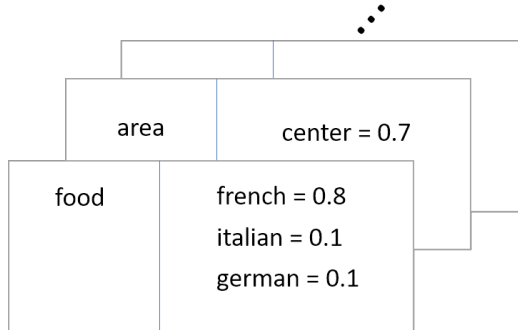 area
center = 0.7
food
french = 0.8
italian = 0.1
german = 0.1